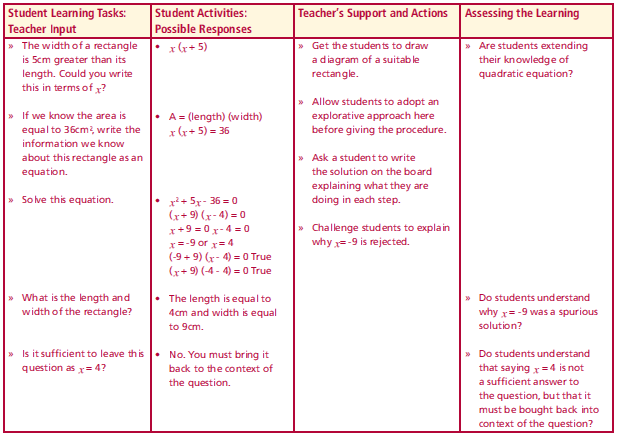 Student Learning Tasks:
Teacher Input
Student Activities:
Possible Responses
Teacher's Support and Actions
Assessing the Learning
» The width of a rectangle
is 5cm greater than its
length. Could you write
this in terms of x?
» If we know the area is
equal to 36cm², write the
information we know
about this rectangle as an
equation.
» Solve this equation.
» What is the length and
width of the rectangle?
» Is it sufficient to leave this
question as x = 4?
• x (x + 5)
• A = (length) (width)
x (x + 5) = 36
• x² + 5x - 36 = 0
(x + 9) (x - 4) = 0
x + 9 = 0 x - 4 = 0
x = -9 or x = 4
(-9 + 9) (x - 4) = 0 True
(x + 9) (-4 - 4) = 0 True
• The length is equal to
4cm and width is equal
to 9cm.
• No. You must bring it
back to the context of
the question.
» Get the students to draw
a diagram of a suitable
rectangle.
» Allow students to adopt an
explorative approach here
before giving the procedure.
» Ask a student to write
the solution on the board
explaining what they are
doing in each step.
» Challenge students to explain
why x= -9 is rejected.
» Are students extending
their knowledge of
quadratic equation?
» Do students understand
why x = -9 was a spurious
solution?
» Do students understand
that saying x = 4 is not
a sufficient answer to
the question, but that it
must be bought back into
context of the question?